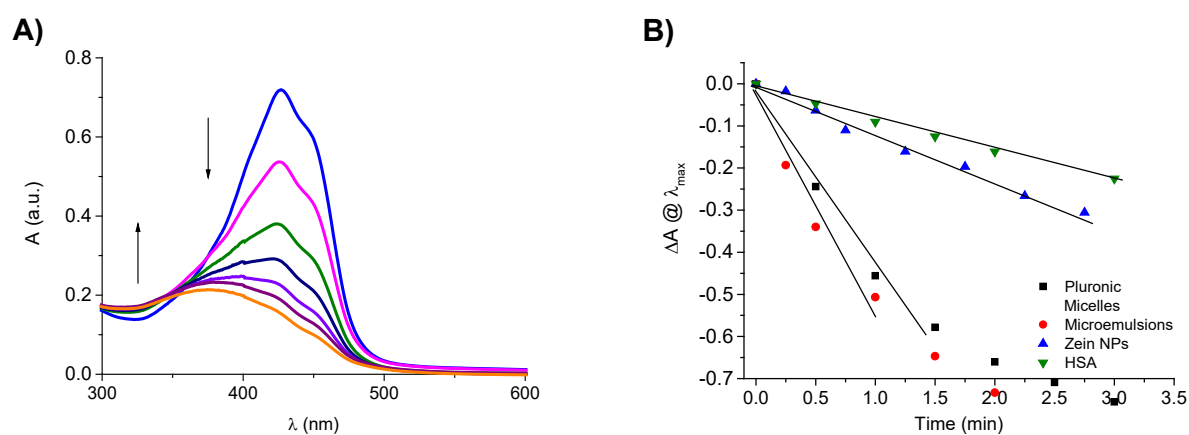 A)
0.8
0.6
0.4
0.2
0.0
A (a.u.)
300
400
500
600
λ (nm)
B)
0.0
-0.1
-0.2
-0.3
-0.4
-0.5
-0.6
-0.7
ΔA @ λmax
Pluronic
Micelles
Microemulsions
Zein NPs
HSA
0.0
0.5
1.0
1.5
2.0
2.5
3.0
3.5
Time (min)